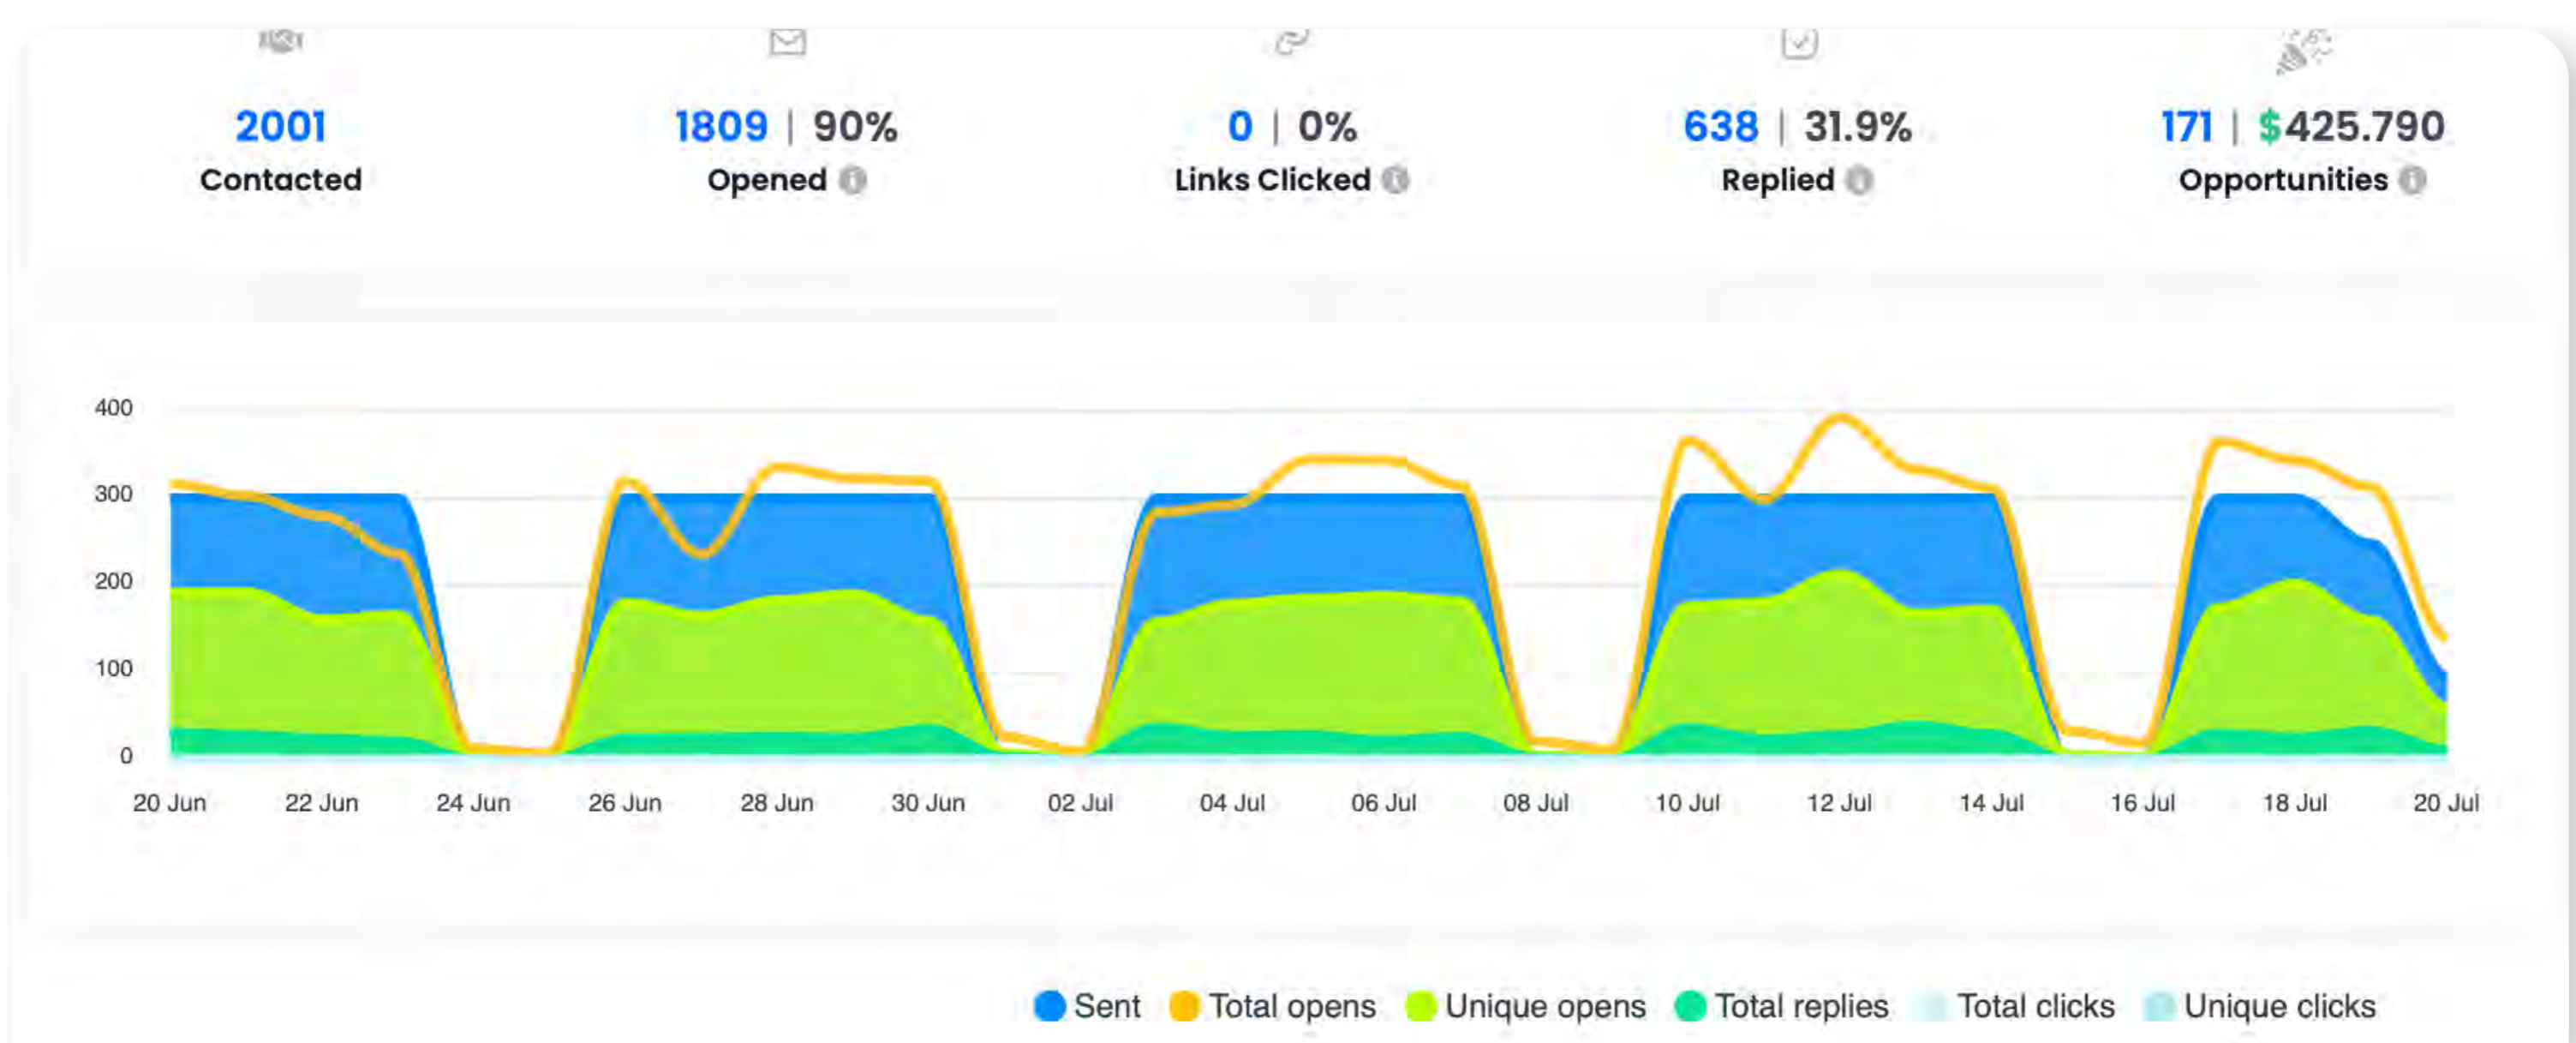 2001 1809 | 90% 0 | 0% 638 | 31.9% 171 | $425.790
Contacted Opened Links Clicked Replied Opportunities
400
300
200
100
0
20 Jun 22 Jun 24 Jun 26 Jun 28 Jun 30 Jun 02 Jul 04 Jul 06 Jul 08 Jul 10 Jul 12 Jul 14 Jul 16 Jul 18 Jul 20 Jul
Sent Total opens Unique opens Total replies Total clicks Unique clicks